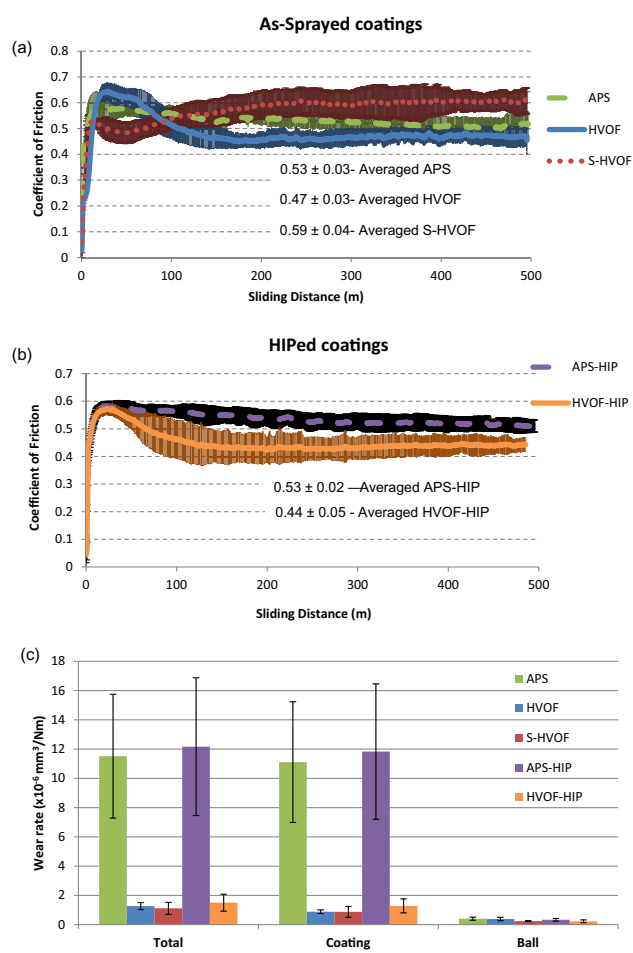 As-Sprayed coatings
(a)
0.8
0.7
0.6
0.5
0.4
0.3
0.2
0.1
0
Coefficient of Friction
APS
HVOF
S-HVOF
0.53 ± 0.03- Averaged APS
0.47 ± 0.03- Averaged HVOF
0.59 ± 0.04- Averaged S-HVOF
0 100 200 300 400 500
Sliding Distance (m)
(b)
HIPed coatings
0.7
0.6
0.5
0.4
0.3
0.2
0.1
0
Coefficient of Friction
APS-HIP
HVOF-HIP
0.53 ± 0.02 —Averaged APS-HIP
0.44 ± 0.05 - Averaged HVOF-HIP
0 100 200 300 400 500
Sliding Distance (m)
(c)
18
16
14
12
10
8
6
4
2
0
Wear rate (x10⁻⁶ mm³/Nm)
APS
HVOF
S-HVOF
APS-HIP
HVOF-HIP
Total Coating Ball